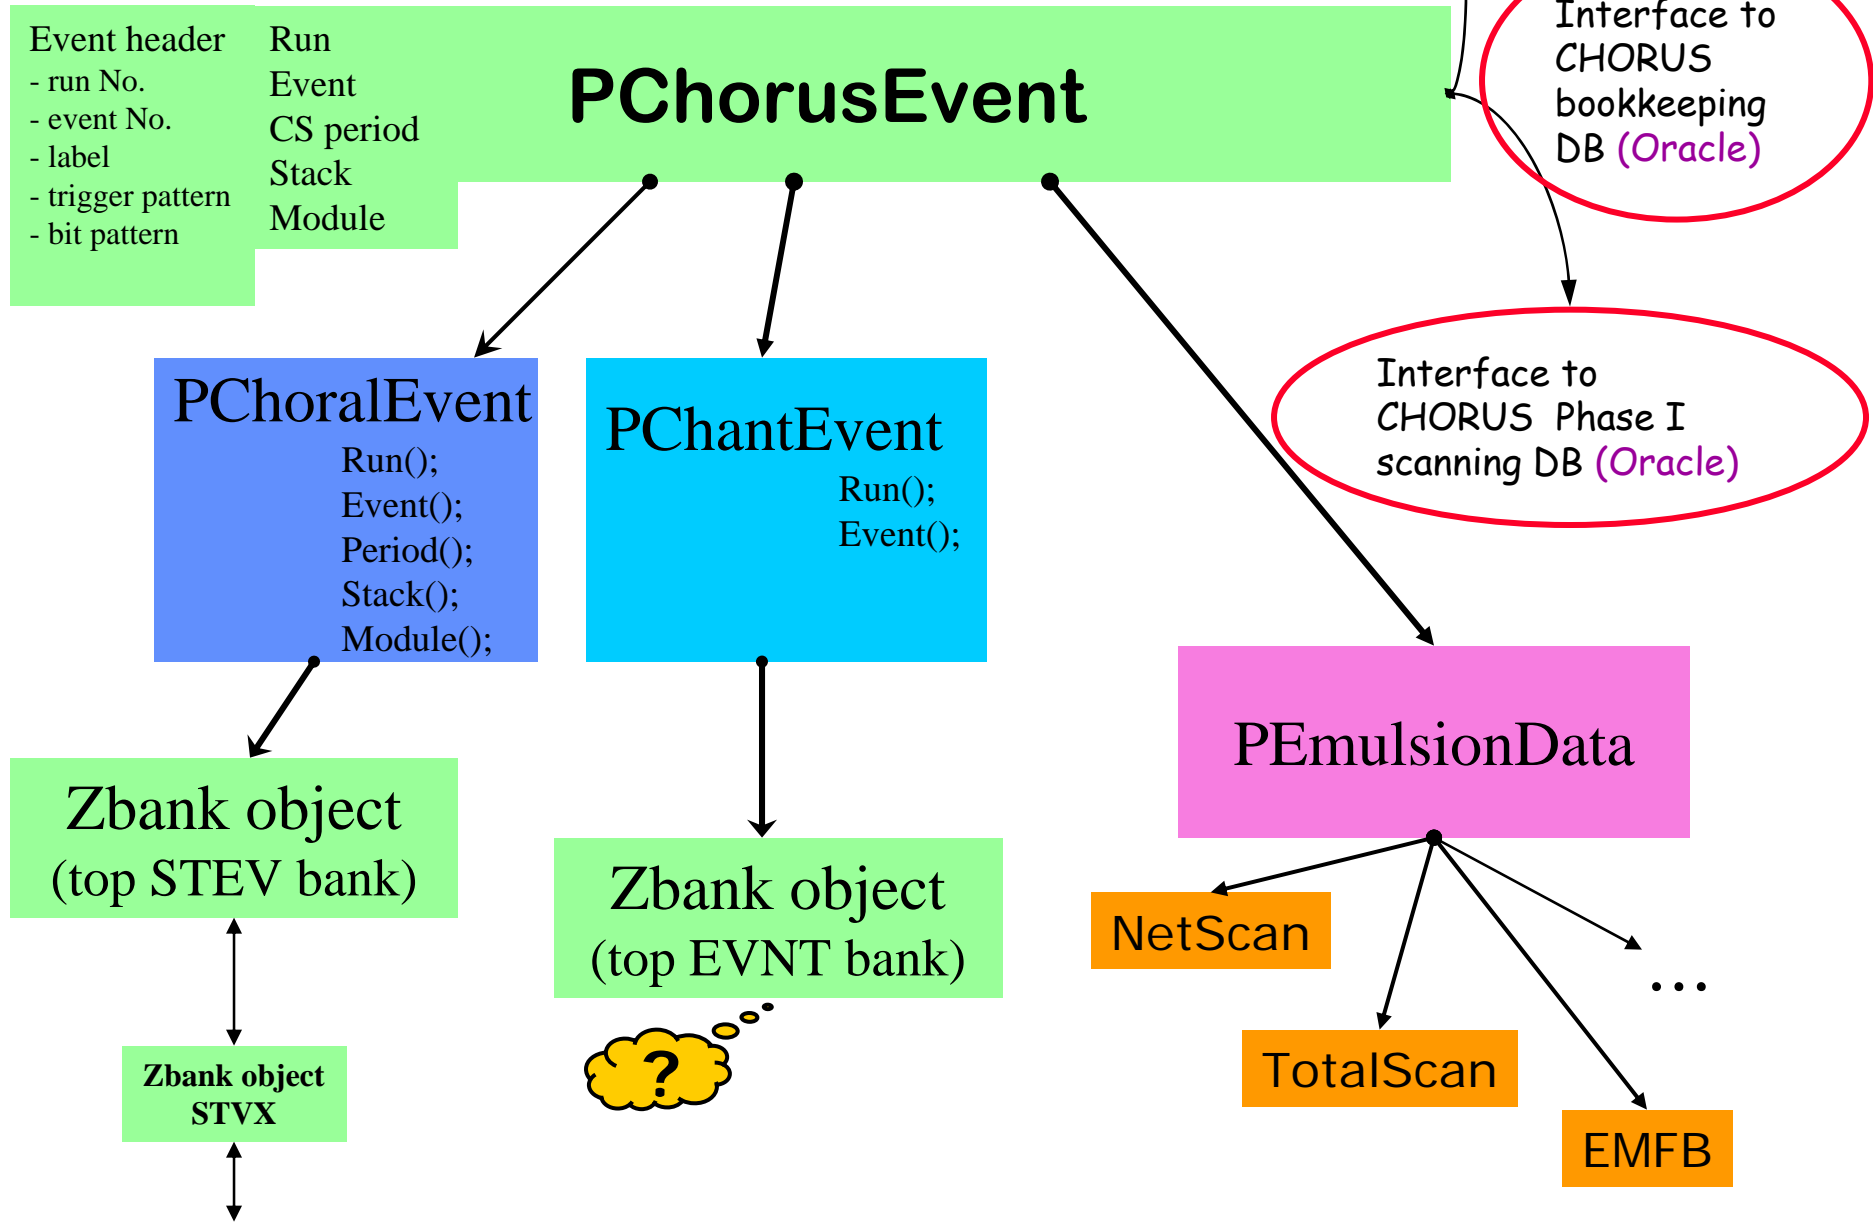 Event header
- run No.
- event No.
- label
- trigger pattern
- bit pattern
Run
Event
CS period
Stack
Module
PChorusEvent
Interface to
CHORUS
bookkeeping
DB (Oracle)
Interface to
CHORUS Phase I
scanning DB (Oracle)
PChoralEvent
Run();
Event();
Period();
Stack();
Module();
PChantEvent
Run();
Event();
PEmulsionData
Zbank object
(top STEV bank)
Zbank object
(top EVNT bank)
?
Zbank object
STVX
NetScan
TotalScan
...
EMFB